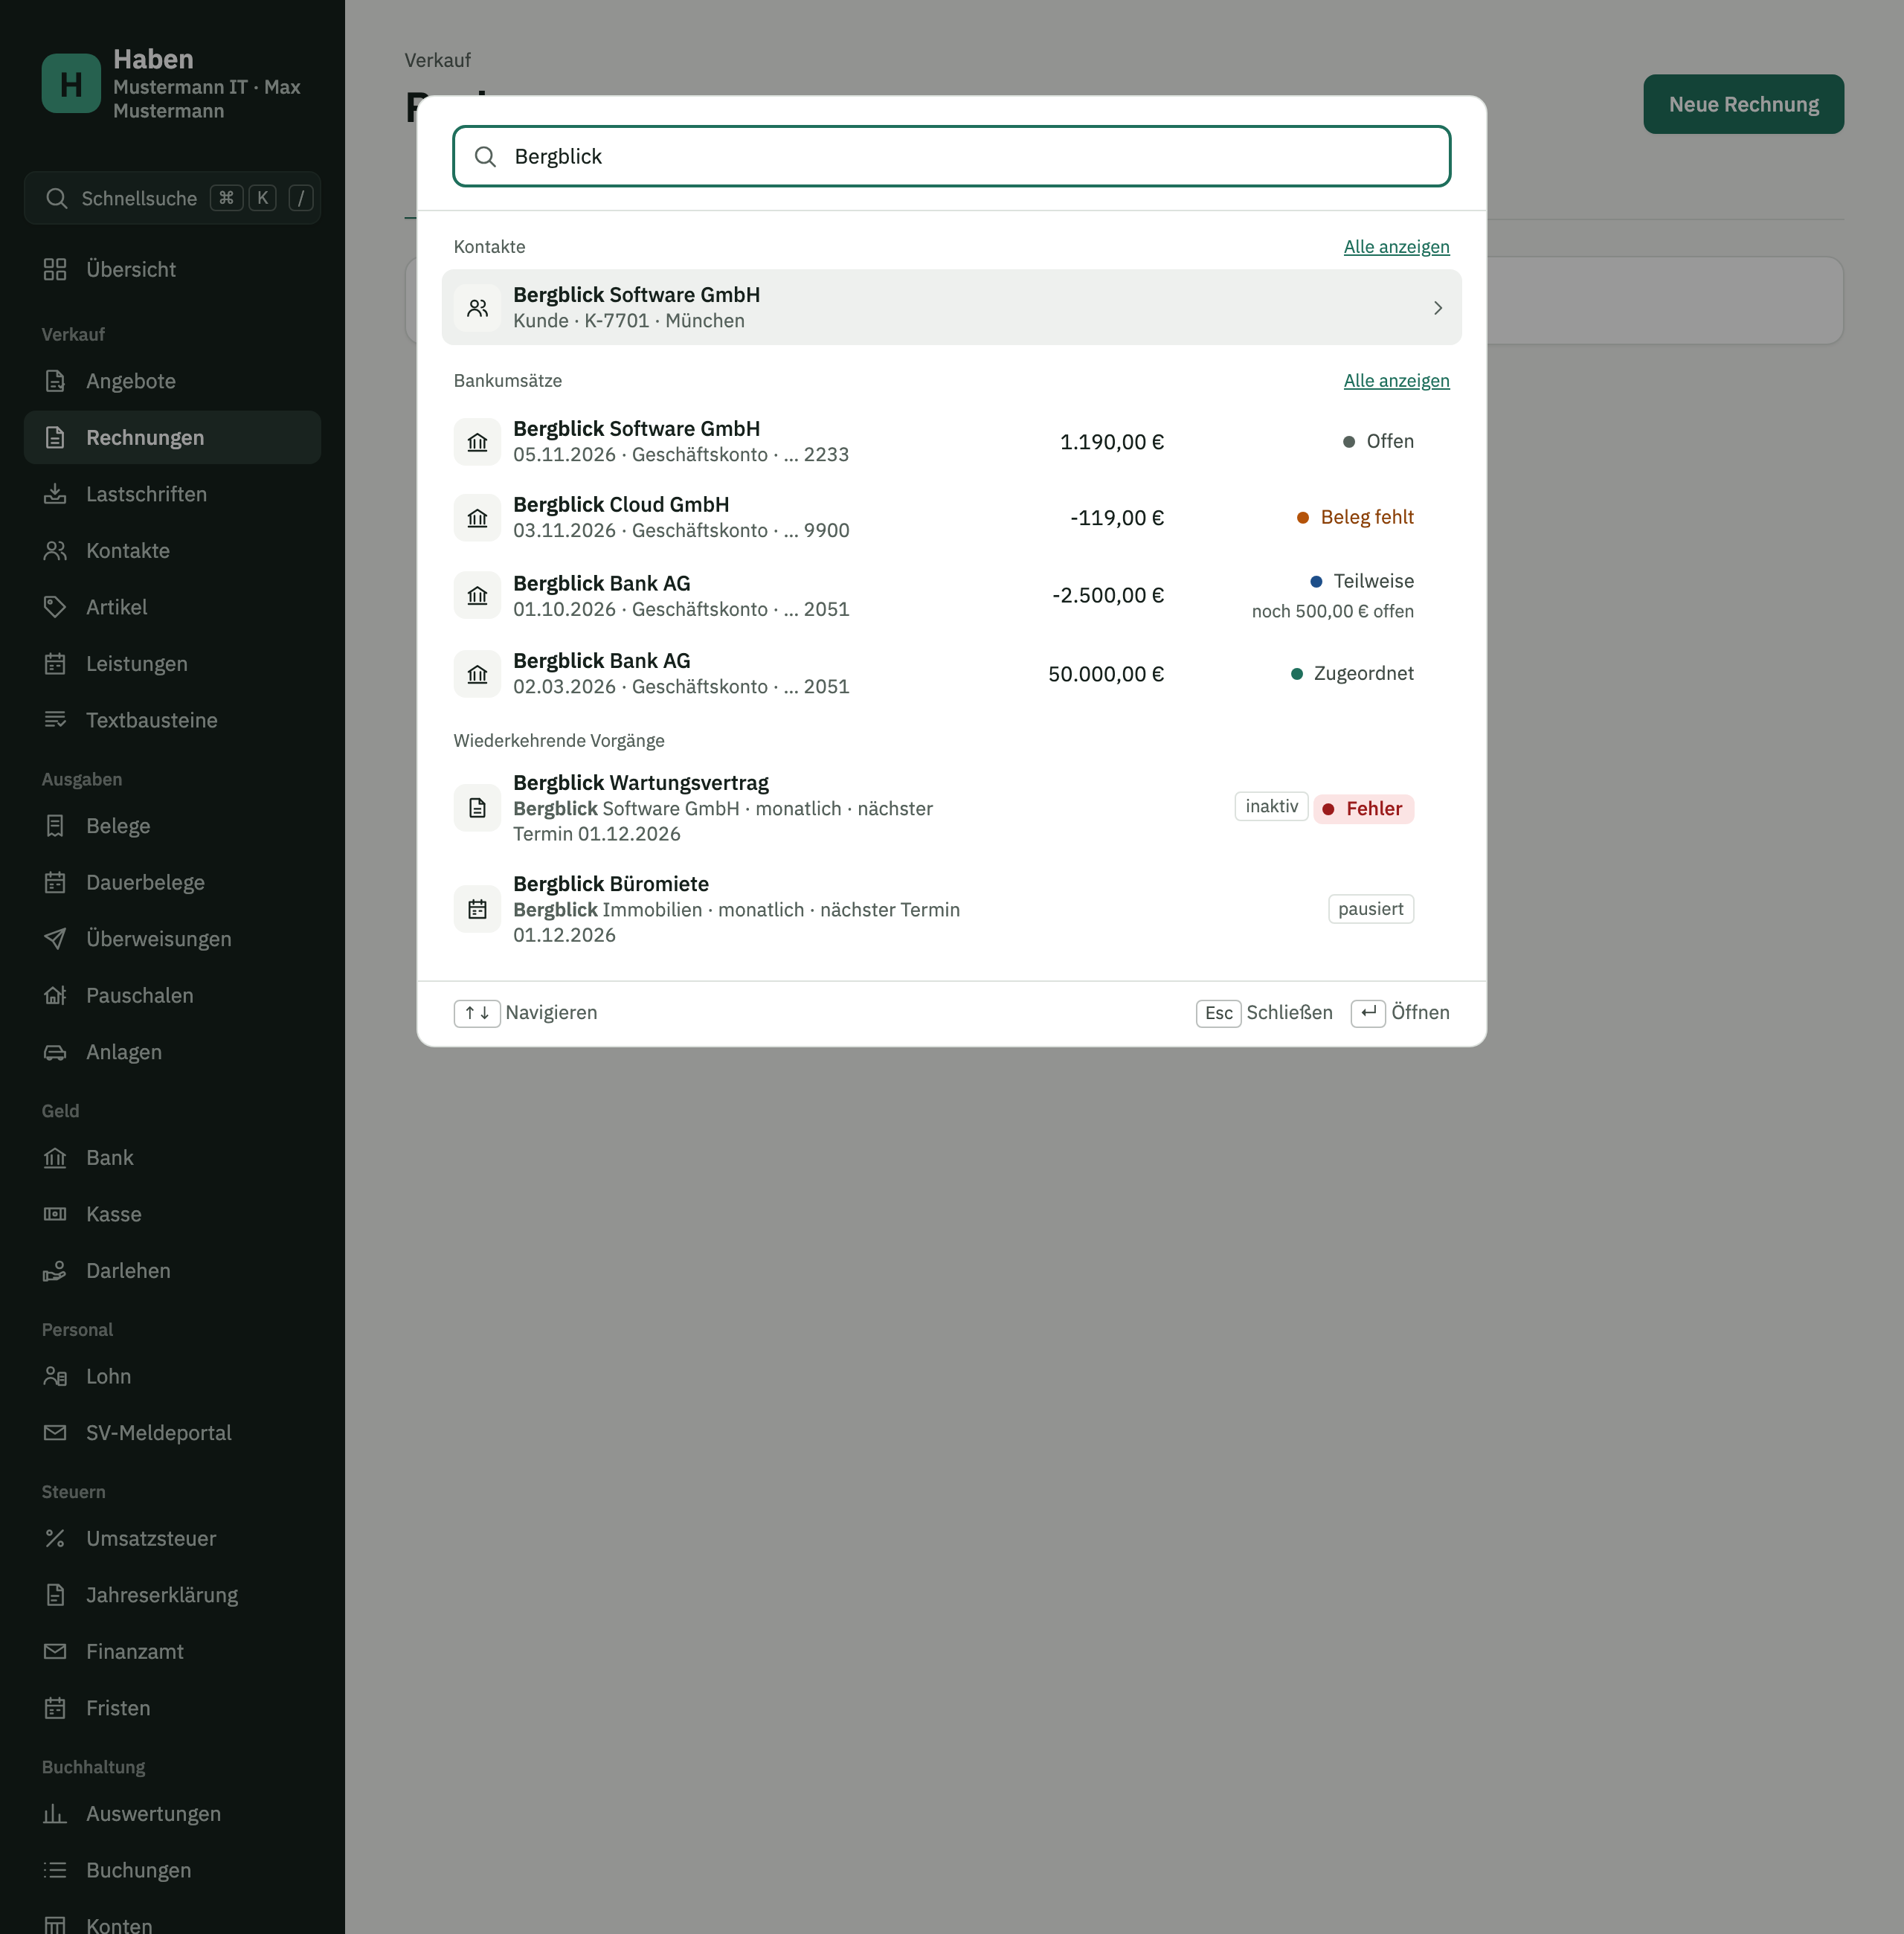 Haben
Mustermann IT · Max
Mustermann
Schnellsuche ⌘ K /
Übersicht
Verkauf
Angebote
Rechnungen
Lastschriften
Kontakte
Artikel
Leistungen
Textbausteine
Ausgaben
Belege
Dauerbelege
Überweisungen
Pauschalen
Anlagen
Geld
Bank
Kasse
Darlehen
Personal
Lohn
SV-Meldeportal
Steuern
Umsatzsteuer
Jahreserklärung
Finanzamt
Fristen
Buchhaltung
Auswertungen
Buchungen
Konten
Verkauf
Neue Rechnung
Bergblick
Kontakte Alle anzeigen
Bergblick Software GmbH
Kunde · K-7701 · München
Bankumsätze Alle anzeigen
Bergblick Software GmbH
05.11.2026 · Geschäftskonto · … 2233
1.190,00 € Offen
Bergblick Cloud GmbH
03.11.2026 · Geschäftskonto · … 9900
-119,00 € Beleg fehlt
Bergblick Bank AG
01.10.2026 · Geschäftskonto · … 2051
-2.500,00 € Teilweise
noch 500,00 € offen
Bergblick Bank AG
02.03.2026 · Geschäftskonto · … 2051
50.000,00 € Zugeordnet
Wiederkehrende Vorgänge
Bergblick Wartungsvertrag
Bergblick Software GmbH · monatlich · nächster
Termin 01.12.2026
inaktiv Fehler
Bergblick Büromiete
Bergblick Immobilien · monatlich · nächster Termin
01.12.2026
pausiert
↑↓ Navigieren
Esc Schließen ↵ Öffnen